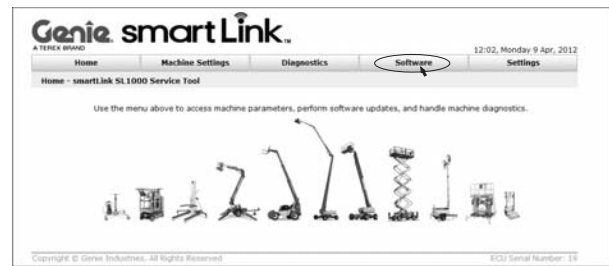 Genie smartLink™
A TEREX BRAND
12:02, Monday 9 Apr, 2012
Home Machine Settings Diagnostics Software Settings
Home - smartLink SL1000 Service Tool
Use the menu above to access machine parameters, perform software updates, and handle machine diagnostics.
Copyright © Genie Industries. All Rights Reserved ECU Serial Number: 19